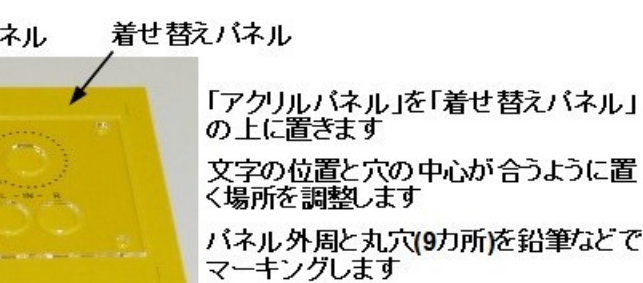 ネル
着せ替えパネル
「アクリルパネル」を「着せ替えパネル」
の上に置きます
文字の位置と穴の中心が合うように置
く場所を調整します
パネル外周と丸穴(9カ所)を鉛筆などで
マーキングします
- IN - R